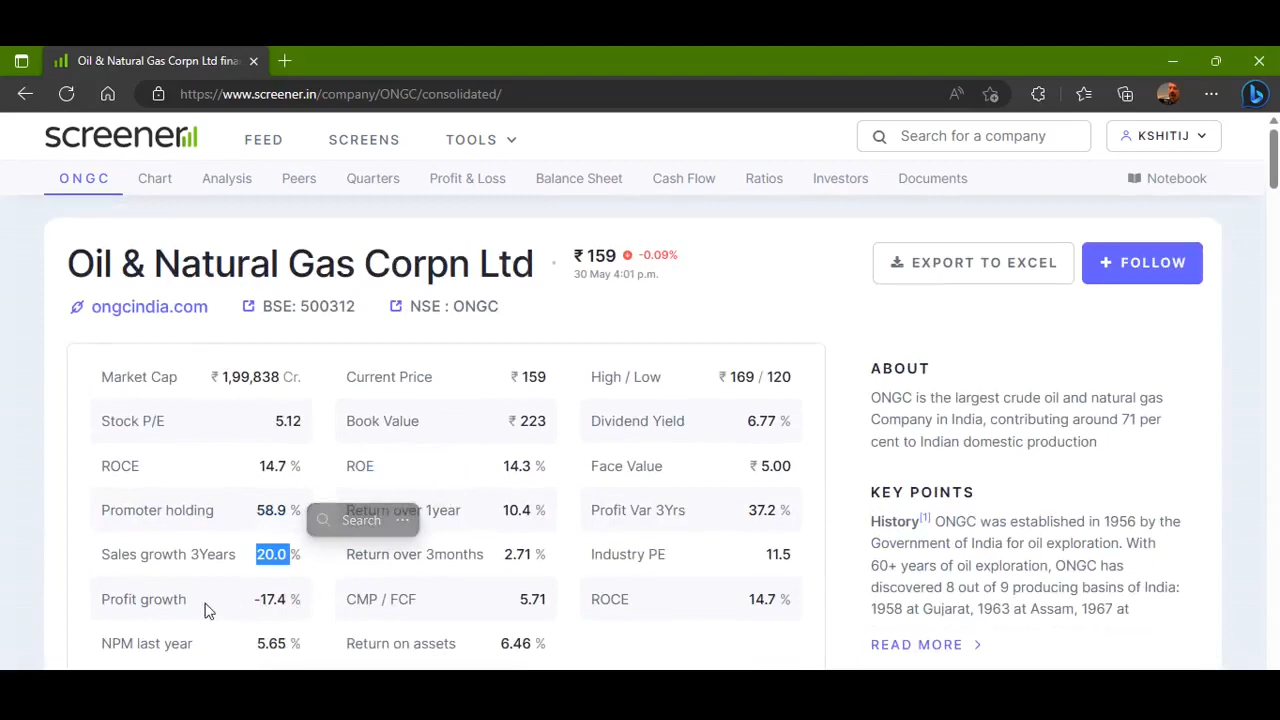 Oil & Natural Gas Corpn Ltd fina
https://www.screener.in/company/ONGC/consolidated/
screener FEED SCREENS TOOLS Search for a company KSHITIJ
ONGC Chart Analysis Peers Quarters Profit & Loss Balance Sheet Cash Flow Ratios Investors Documents Notebook
Oil & Natural Gas Corpn Ltd ₹ 159 -0.09%
30 May 4:01 p.m.
EXPORT TO EXCEL + FOLLOW
ongcindia.com BSE: 500312 NSE : ONGC
Market Cap ₹ 1,99,838 Cr. Current Price ₹ 159 High / Low ₹ 169 / 120
Stock P/E 5.12 Book Value ₹ 223 Dividend Yield 6.77 %
ROCE 14.7 % ROE 14.3 % Face Value ₹ 5.00
Promoter holding 58.9 % Return over 1year 10.4 % Profit Var 3Yrs 37.2 %
Search ...
Sales growth 3Years 20.0 % Return over 3months 2.71 % Industry PE 11.5
Profit growth -17.4 % CMP / FCF 5.71 ROCE 14.7 %
NPM last year 5.65 % Return on assets 6.46 %
ABOUT
ONGC is the largest crude oil and natural gas
Company in India, contributing around 71 per
cent to Indian domestic production
KEY POINTS
History[1] ONGC was established in 1956 by the
Government of India for oil exploration. With
60+ years of oil exploration, ONGC has
discovered 8 out of 9 producing basins of India:
1958 at Gujarat, 1963 at Assam, 1967 at
READ MORE >